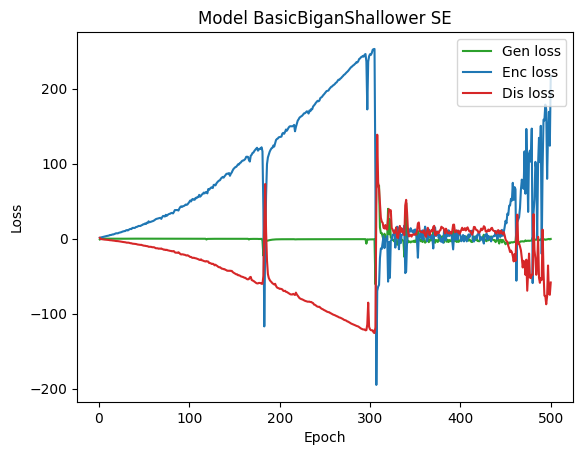 Model BasicBiganShallower SE
Gen loss
Enc loss
Dis loss
200
100
0
−100
−200
Loss
0
100
200
300
400
500
Epoch